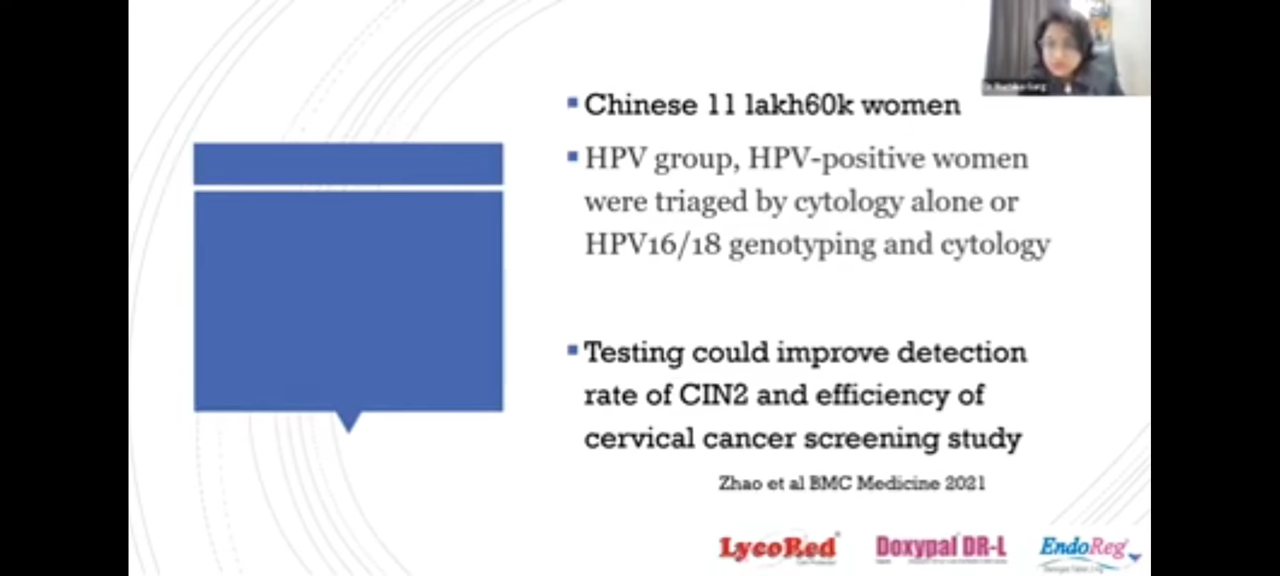 Chinese 11 lakh60k women
HPV group, HPV-positive women
were triaged by cytology alone or
HPV16/18 genotyping and cytology
Testing could improve detection
rate of CIN2 and efficiency of
cervical cancer screening study
Zhao et al BMC Medicine 2021
LycoRed
Doxypal DR-L
EndoReg